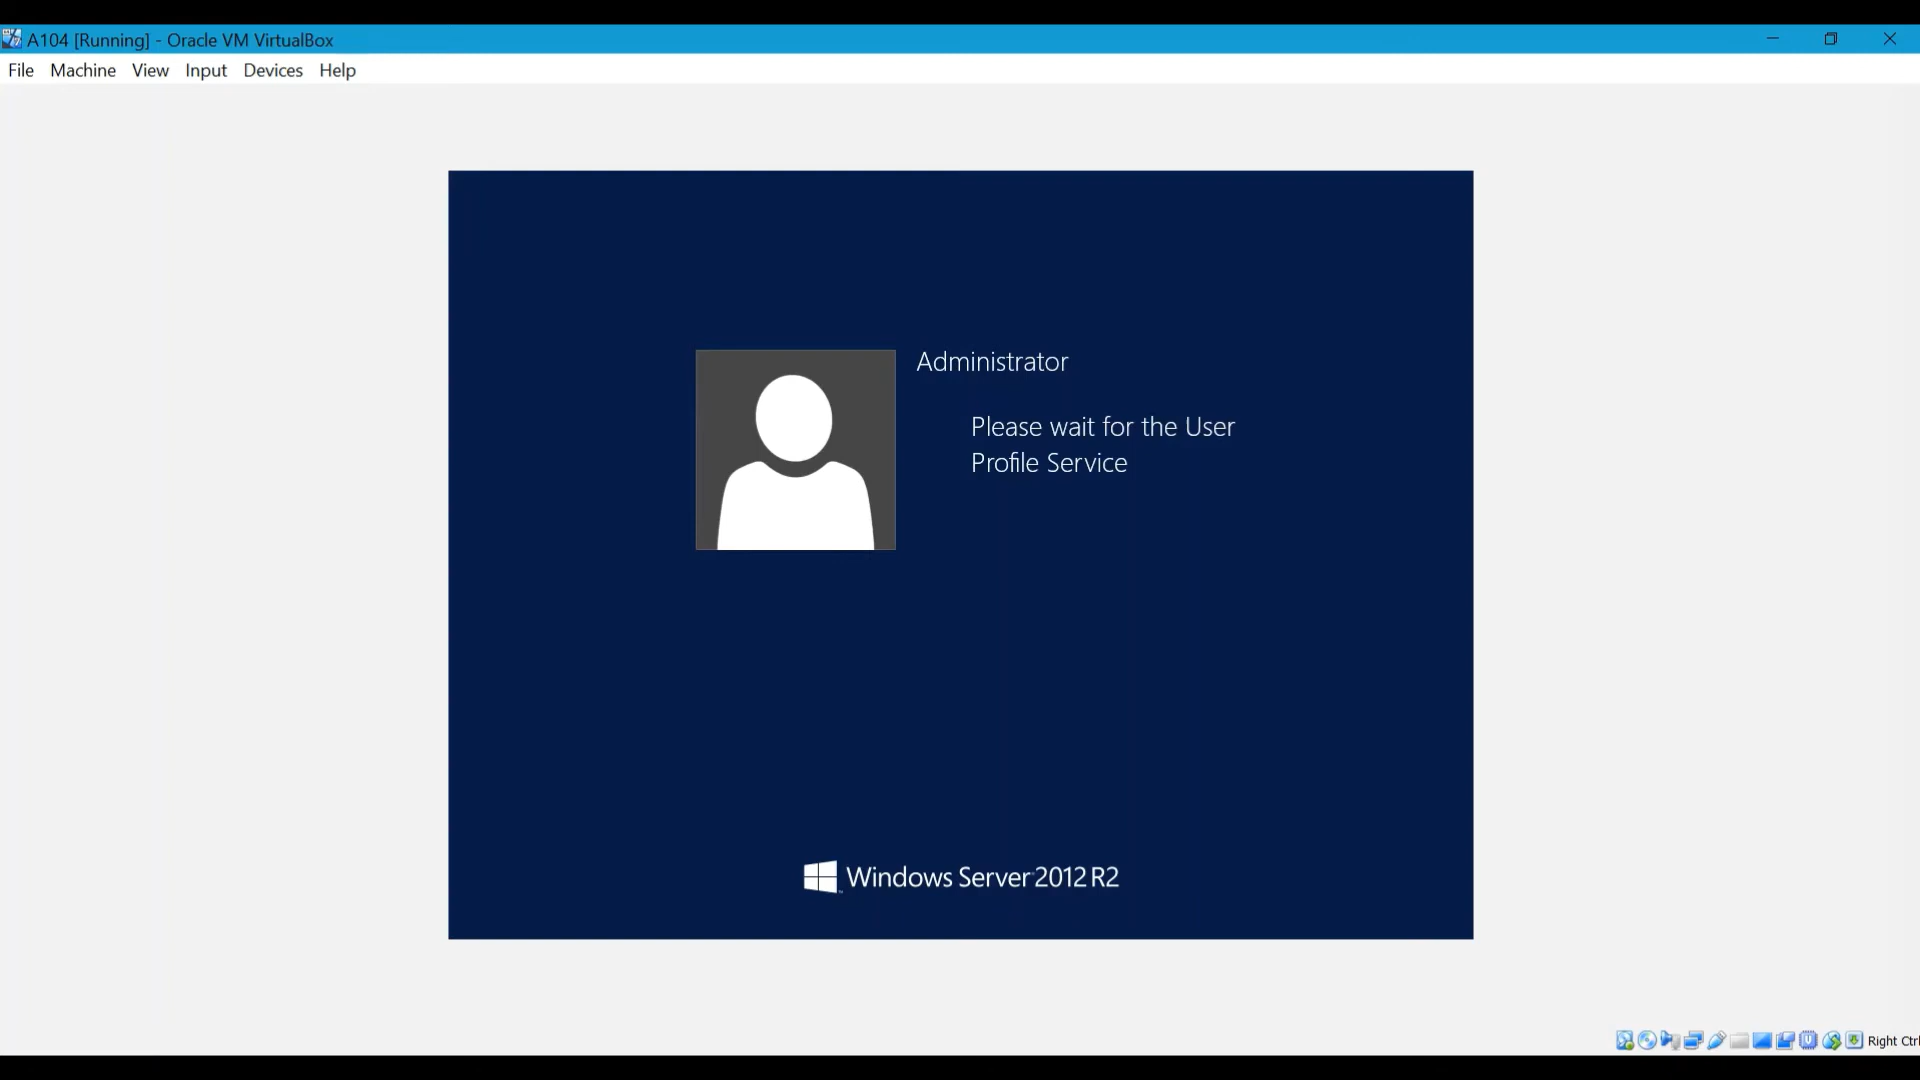 A104 [Running] - Oracle VM VirtualBox
File Machine View Input Devices Help
Administrator
Please wait for the User
Profile Service
Windows Server 2012 R2
Right Ctrl